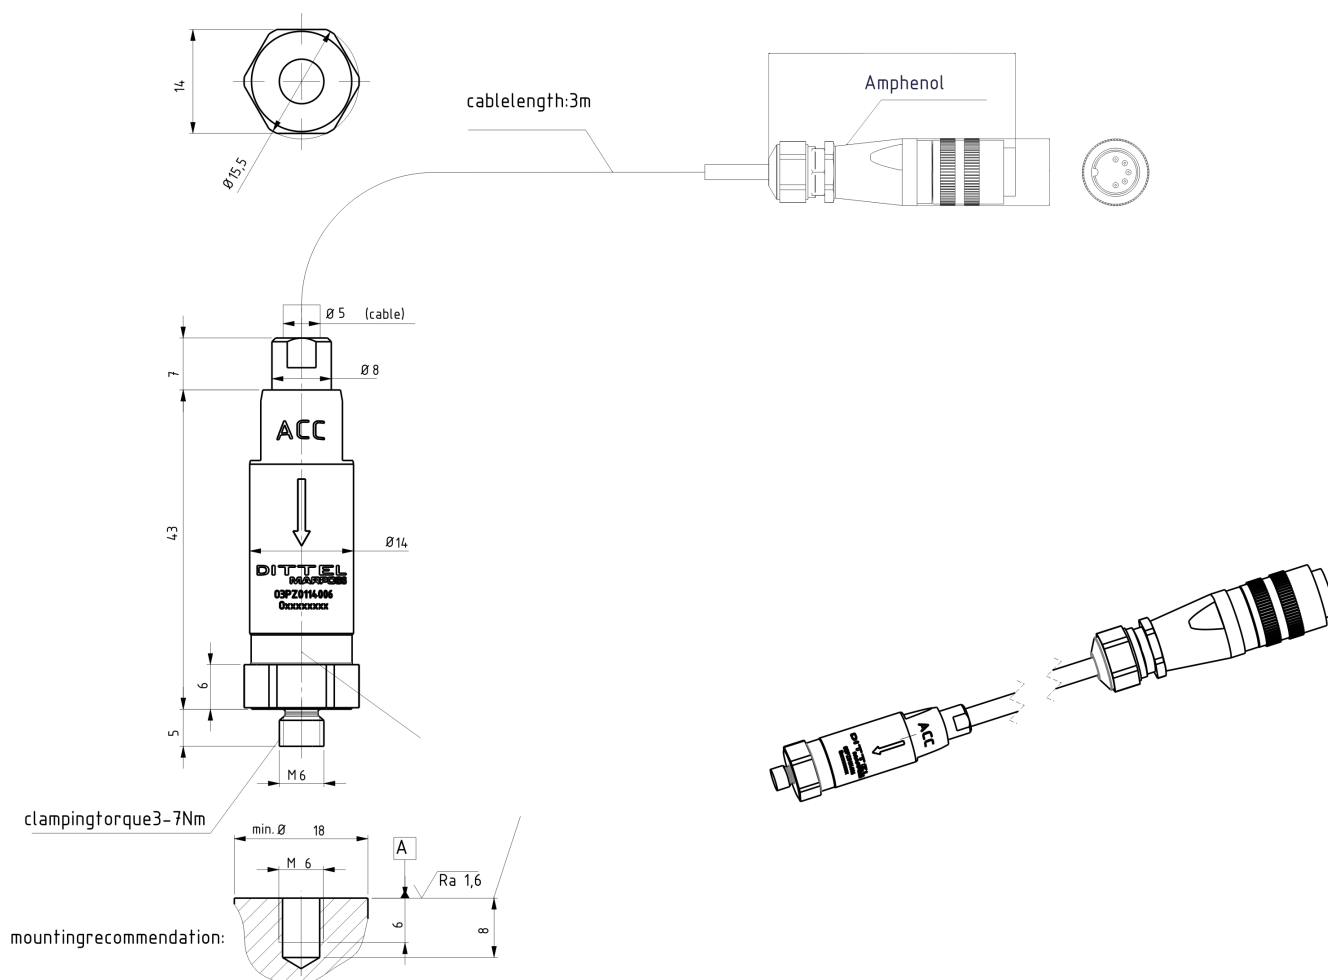 14
Ø15,5
cablelength:3m
Amphenol
Ø 5 (cable)
7
Ø 8
ACC
43
Ø14
DITTEL
MARPOSS
03PZ0114006
0xxxxxxxx
6
5
M 6
clampingtorque3-7Nm
min. Ø 18
M 6
A
Ra 1,6
6
8
mountingrecommendation:
ACC
DITTEL